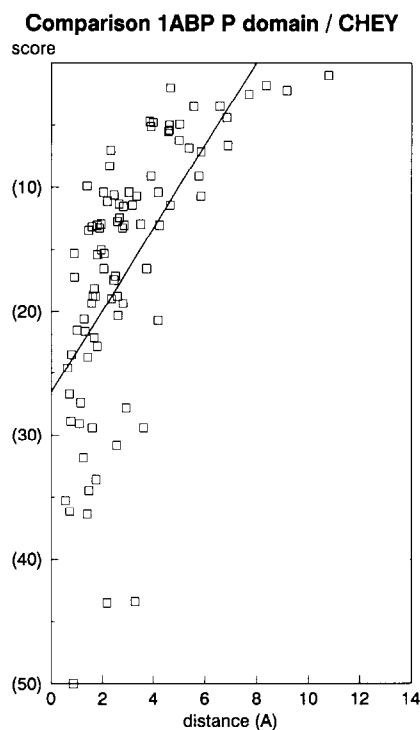 Comparison 1ABP P domain / CHEY
score
(10)
(20)
(30)
(40)
(50)
0 2 4 6 8 10 12 14
distance (A)